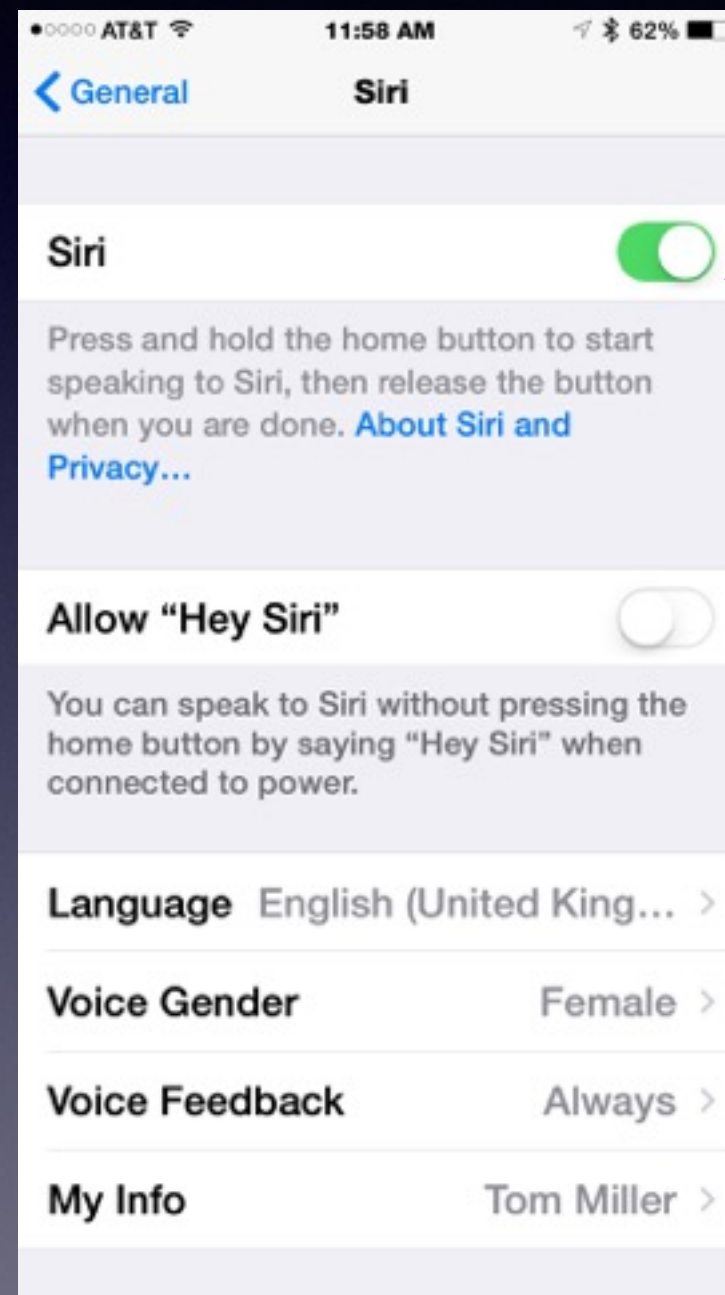 AT&T 11:58 AM 62%
General Siri
Siri
Press and hold the home button to start
speaking to Siri, then release the button
when you are done. About Siri and
Privacy...
Allow “Hey Siri”
You can speak to Siri without pressing the
home button by saying “Hey Siri” when
connected to power.
Language English (United King...
Voice Gender Female
Voice Feedback Always
My Info Tom Miller